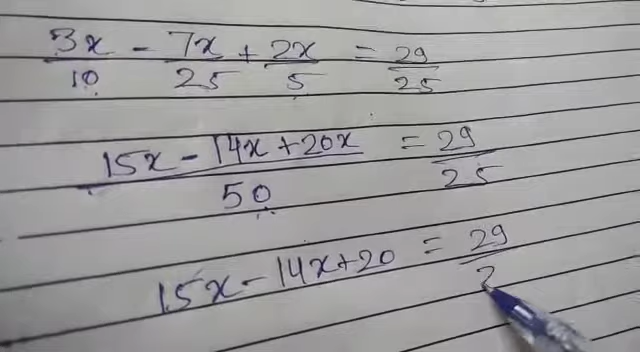 3x/10 - 7x/25 + 2x/5 = 29/25
15x - 14x + 20x/50 = 29/25
15x - 14x + 20 = 29/2